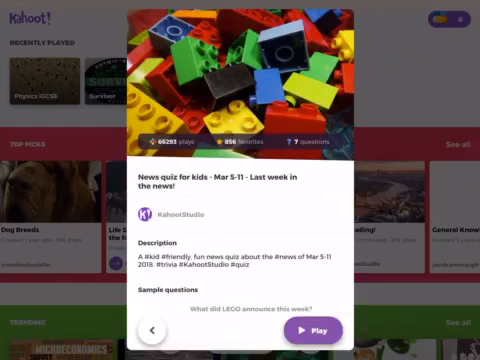 Kahoot!
0
RECENTLY PLAYED
Physics IGCSE
Survivor
66293 plays
856 favorites
? 7 questions
TOP PICKS
See all
News quiz for kids - Mar 5-11 - Last week in
the news!
K!
KahootStudio
Dog Breeds
General Know
Description
A #kid #friendly, fun news quiz about the #news of Mar 5-11
2018. #trivia #KahootStudio #quiz
Sample questions
What did LEGO announce this week?
TRENDING
See all
Play
MICROECONOMICS